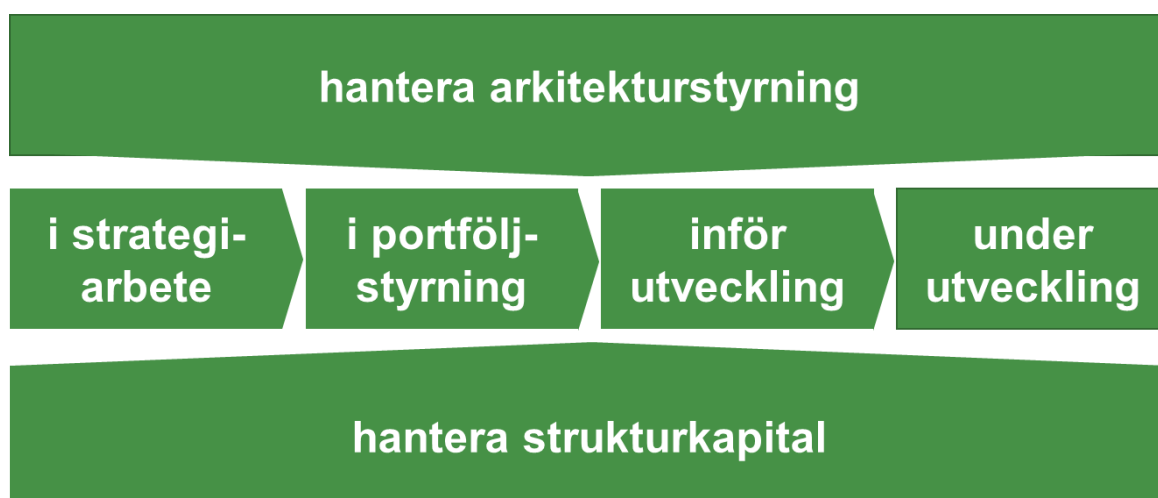 hantera arkitekturstyrning
i strategi-
arbete
i portfölj-
styrning
inför
utveckling
under
utveckling
hantera strukturkapital